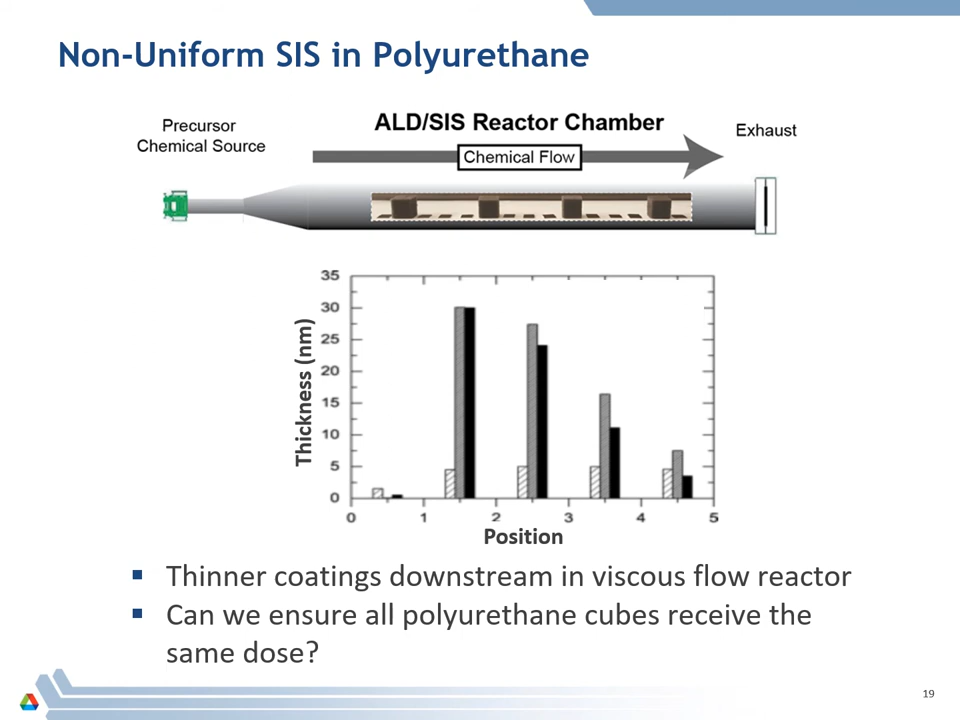 Non-Uniform SIS in Polyurethane
Precursor
Chemical Source
ALD/SIS Reactor Chamber
Chemical Flow
Exhaust
Thickness (nm)
35
30
25
20
15
10
5
0
0 1 2 3 4 5
Position
▪ Thinner coatings downstream in viscous flow reactor
▪ Can we ensure all polyurethane cubes receive the
same dose?
19